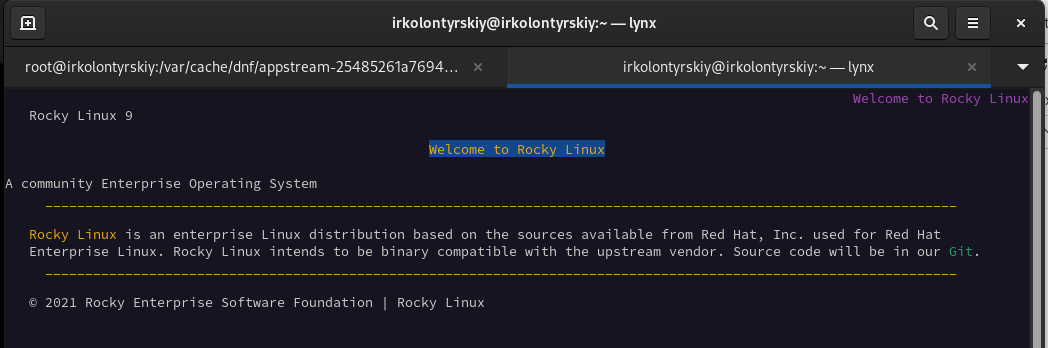 irkolontyrskiy@irkolontyrskiy:~ — lynx
root@irkolontyrskiy:/var/cache/dnf/appstream-25485261a7694…
irkolontyrskiy@irkolontyrskiy:~ — lynx
Welcome to Rocky Linux
Rocky Linux 9
Welcome to Rocky Linux
A community Enterprise Operating System
Rocky Linux is an enterprise Linux distribution based on the sources available from Red Hat, Inc. used for Red Hat
Enterprise Linux. Rocky Linux intends to be binary compatible with the upstream vendor. Source code will be in our Git.
© 2021 Rocky Enterprise Software Foundation | Rocky Linux